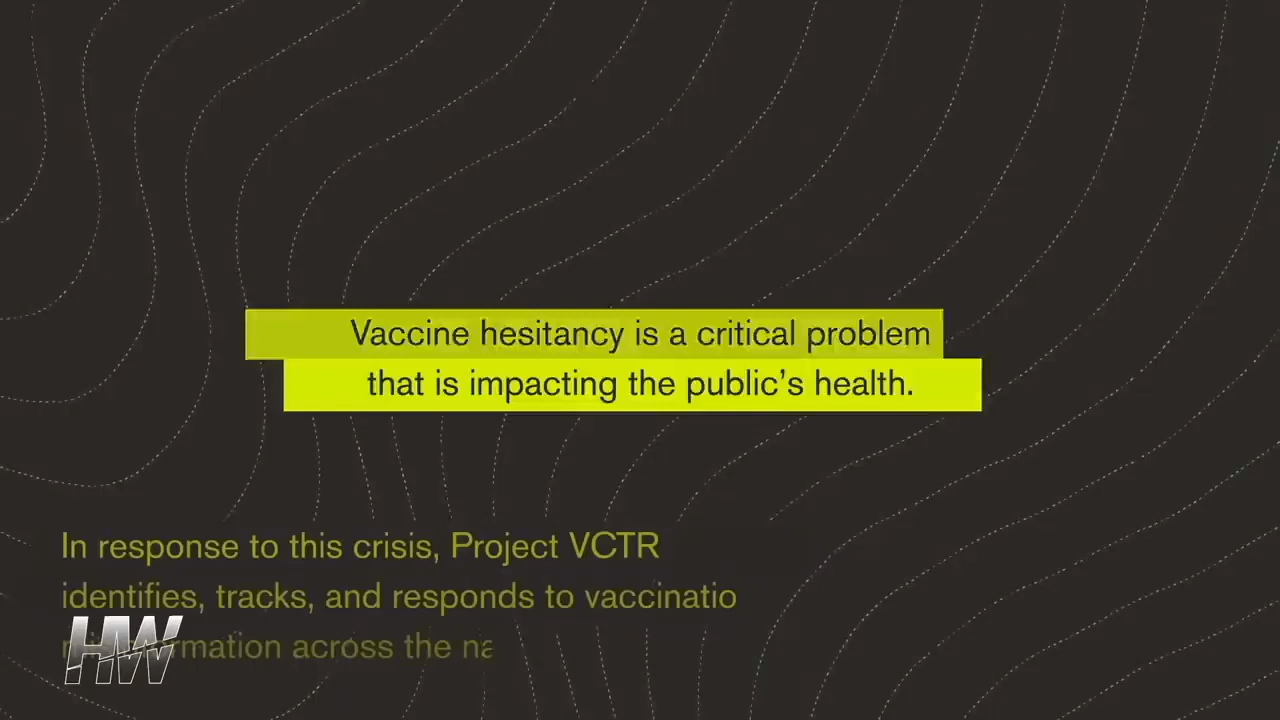 Vaccine hesitancy is a critical problem
that is impacting the public's health.
In response to this crisis, Project VCTR
identifies, tracks, and responds to vaccinatio
across the na
HW